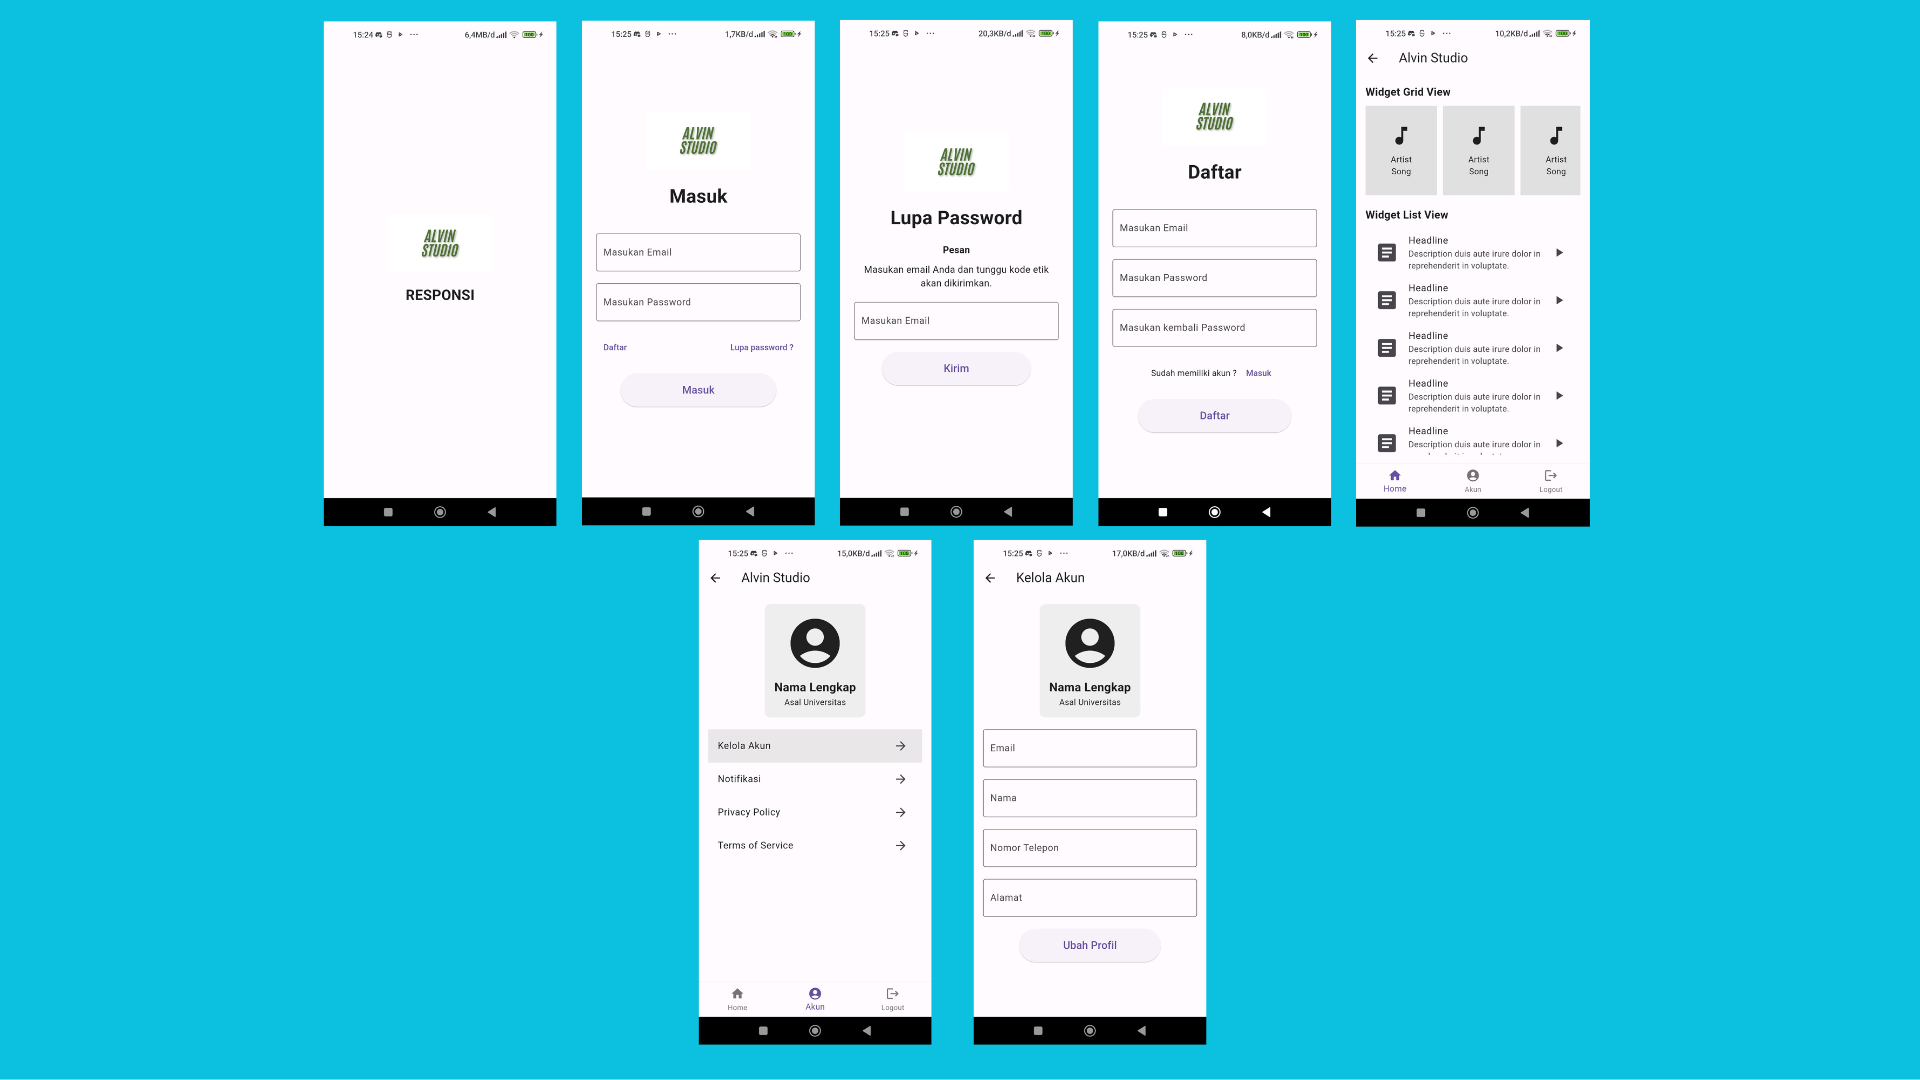 15:24
6,4MB/d
ALVIN
STUDIO
RESPONSI
15:25
1,7KB/d
ALVIN
STUDIO
Masuk
Masukan Email
Masukan Password
Daftar
Lupa password ?
Masuk
15:25
20,3KB/d
ALVIN
STUDIO
Lupa Password
Pesan
Masukan email Anda dan tunggu kode etik
akan dikirimkan.
Masukan Email
Kirim
15:25
8,0KB/d
ALVIN
STUDIO
Daftar
Masukan Email
Masukan Password
Masukan kembali Password
Sudah memiliki akun ? Masuk
Daftar
15:25
10,2KB/d
Alvin Studio
Widget Grid View
Artist
Song
Artist
Song
Artist
Song
Widget List View
Headline
Description duis aute irure dolor in
reprehenderit in voluptate.
Headline
Description duis aute irure dolor in
reprehenderit in voluptate.
Headline
Description duis aute irure dolor in
reprehenderit in voluptate.
Headline
Description duis aute irure dolor in
reprehenderit in voluptate.
Headline
Description duis aute irure dolor in
Home
Akun
Logout
15:25
15,0KB/d
Alvin Studio
Nama Lengkap
Asal Universitas
Kelola Akun
Notifikasi
Privacy Policy
Terms of Service
Home
Akun
Logout
15:25
17,0KB/d
Kelola Akun
Nama Lengkap
Asal Universitas
Email
Nama
Nomor Telepon
Alamat
Ubah Profil